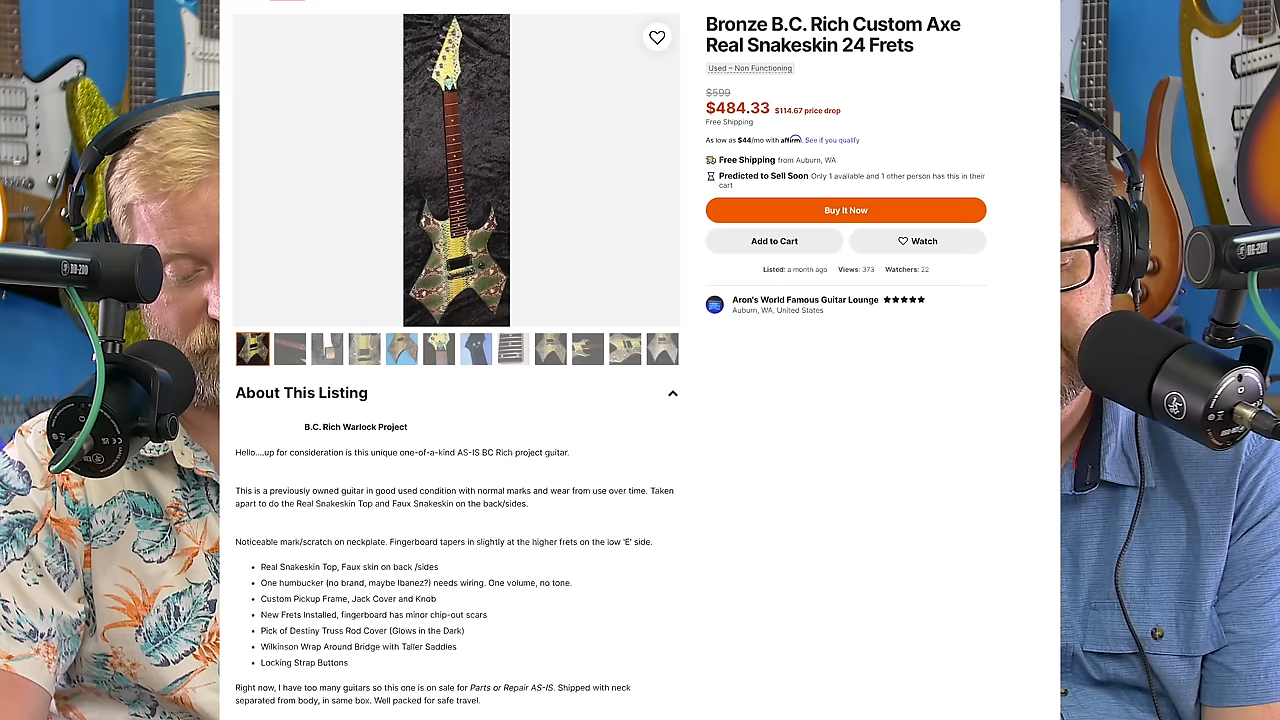 Bronze B.C. Rich Custom Axe
Real Snakeskin 24 Frets
Used – Non Functioning
$599
$484.33 $114.67 price drop
Free Shipping
As low as $44/mo with affirm. See if you qualify
Free Shipping from Auburn, WA
Predicted to Sell Soon Only 1 available and 1 other person has this in their
cart
Buy It Now
Add to Cart
Watch
Listed: a month ago Views: 373 Watchers: 22
Aron's World Famous Guitar Lounge ★★★★★
Auburn, WA, United States
About This Listing
B.C. Rich Warlock Project
Hello....up for consideration is this unique one-of-a-kind AS-IS BC Rich project guitar.
This is a previously owned guitar in good used condition with normal marks and wear from use over time. Taken
apart to do the Real Snakeskin Top and Faux Snakeskin on the back/sides.
Noticeable mark/scratch on neckplate. Fingerboard tapers in slightly at the higher frets on the low 'E' side.
• Real Snakeskin Top, Faux skin on back /sides
• One humbucker (no brand, maybe Ibanez?) needs wiring. One volume, no tone.
• Custom Pickup Frame, Jack Cover and Knob
• New Frets Installed, fingerboard has minor chip-out scars
• Pick of Destiny Truss Rod Cover (Glows in the Dark)
• Wilkinson Wrap Around Bridge with Taller Saddles
• Locking Strap Buttons
Right now, I have too many guitars so this one is on sale for Parts or Repair AS-IS. Shipped with neck
separated from body, in same box. Well packed for safe travel.